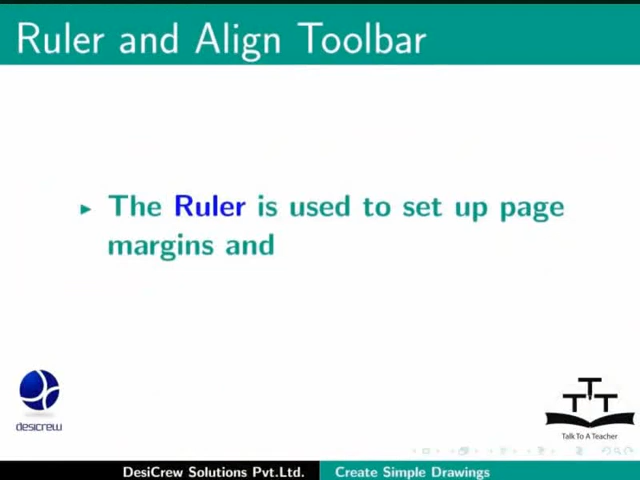 Ruler and Align Toolbar
▶ The Ruler is used to set up page
margins and
desicrew
TTT
Talk To A Teacher
DesiCrew Solutions Pvt.Ltd. Create Simple Drawings